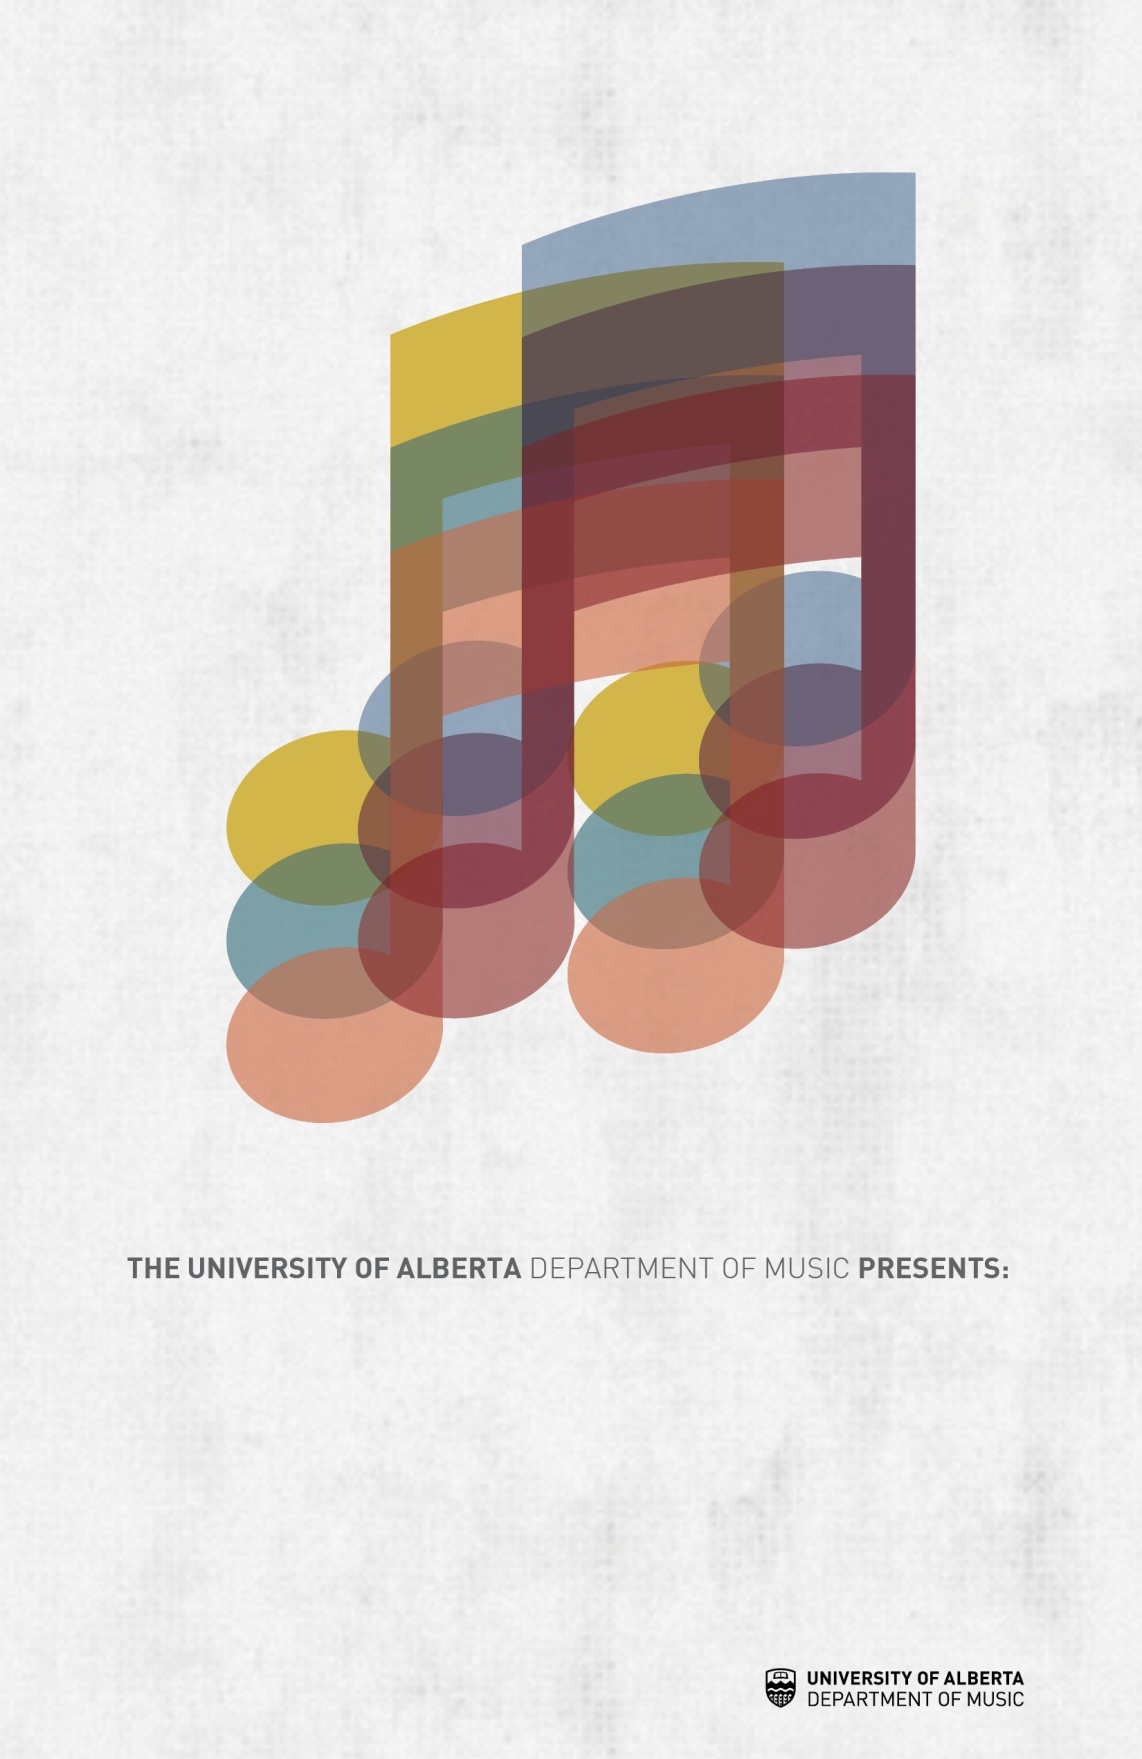 THE UNIVERSITY OF ALBERTA DEPARTMENT OF MUSIC PRESENTS:
UNIVERSITY OF ALBERTA
DEPARTMENT OF MUSIC